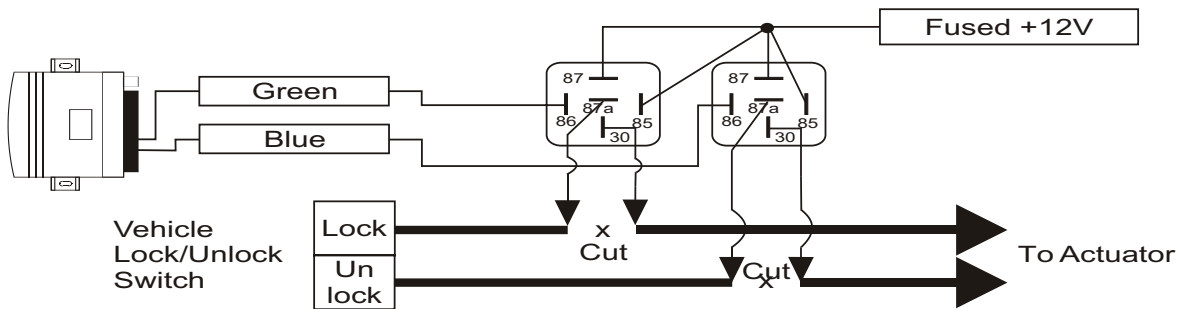 Fused +12V
Green
Blue
87
87a
86
85
30
87
87a
86
85
30
Vehicle
Lock/Unlock
Switch
Lock
Un
lock
x
Cut
Cut
x
To Actuator